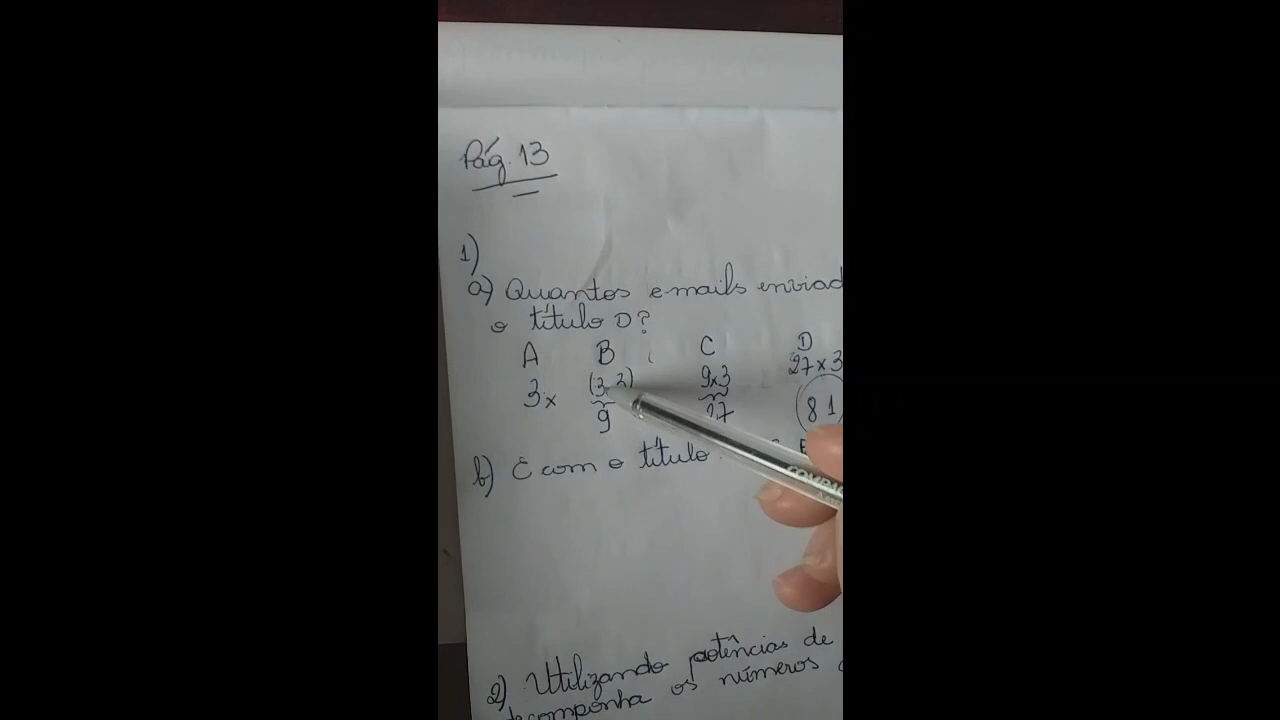 Pág. 13
1)
a) Quantos e-mails enviad
o título D?
A B C D
3x (3 3) 9x3 27x3
9 27 81
b) E com o título
COMPAC
2) Utilizando potências de
decomponha os números